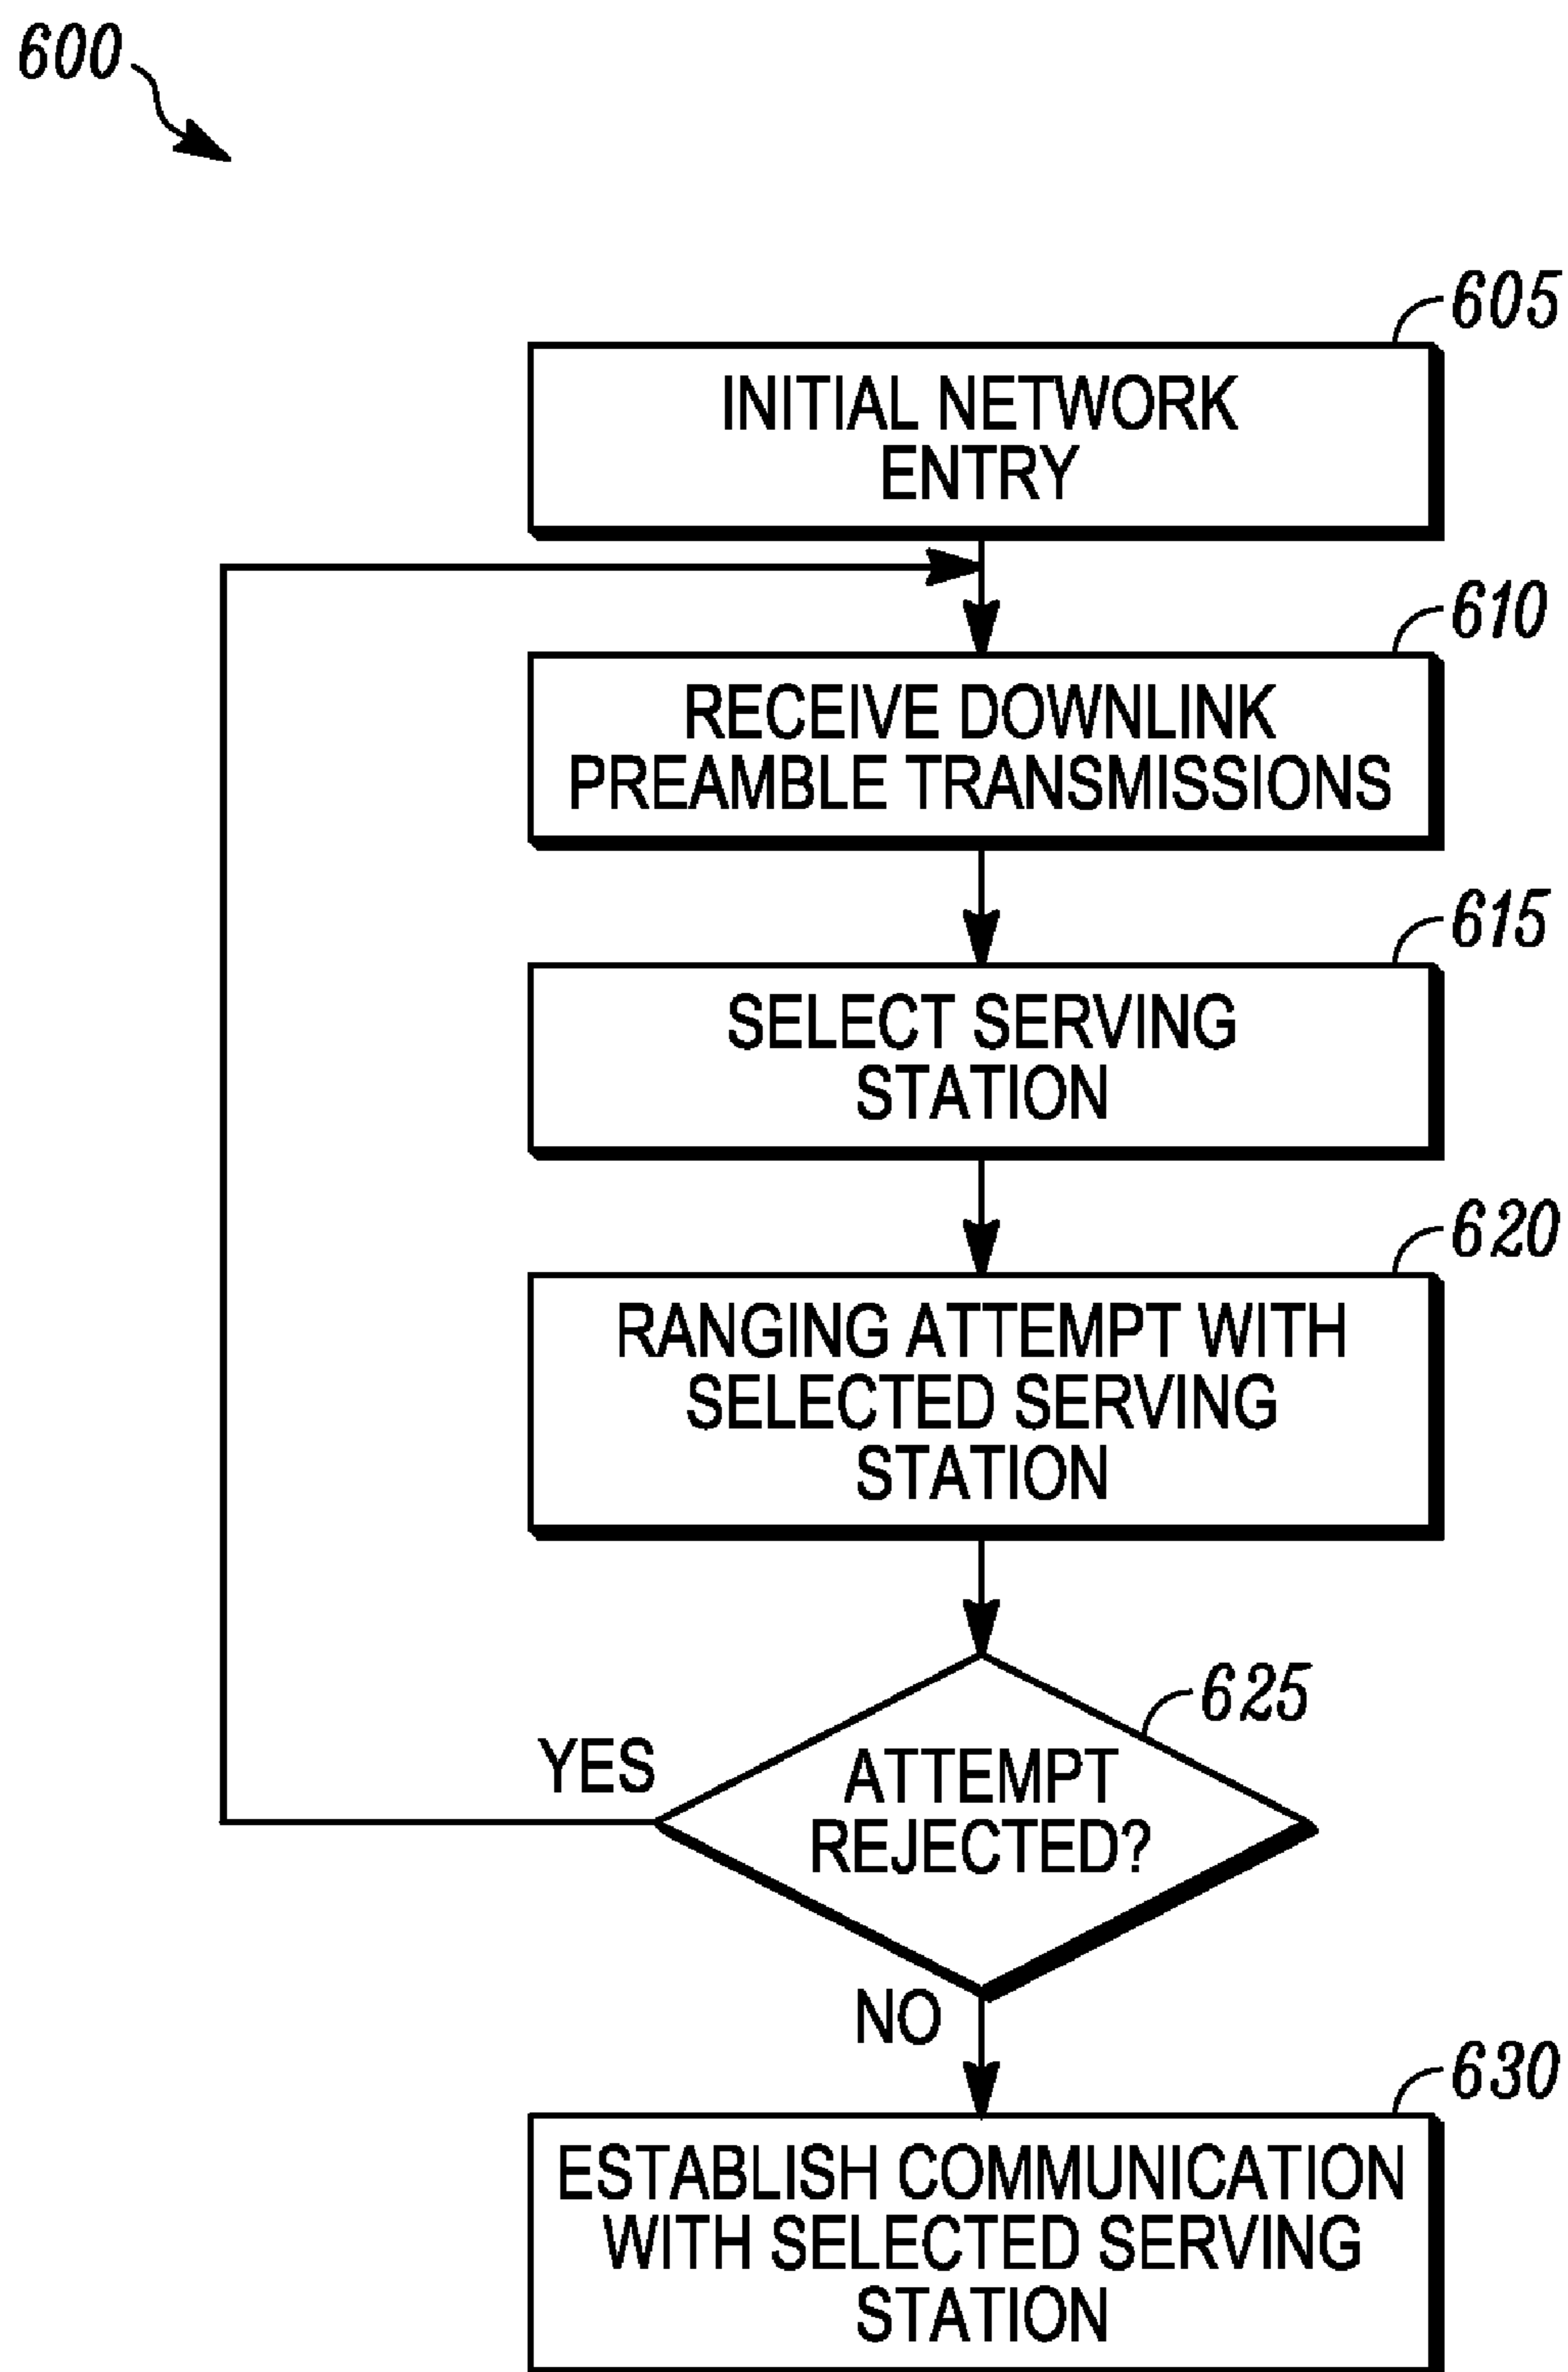 600
605
INITIAL NETWORK
ENTRY
610
RECEIVE DOWNLINK
PREAMBLE TRANSMISSIONS
615
SELECT SERVING
STATION
620
RANGING ATTEMPT WITH
SELECTED SERVING
STATION
625
YES
ATTEMPT
REJECTED?
NO
630
ESTABLISH COMMUNICATION
WITH SELECTED SERVING
STATION